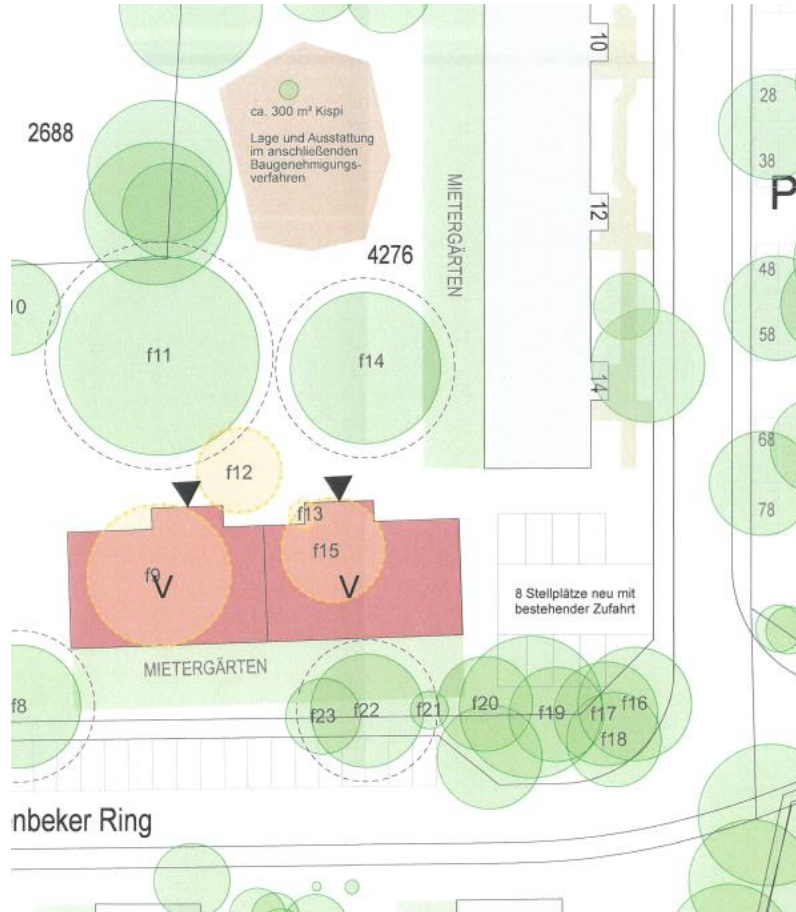 10
28
ca. 300 m² Kispi
2688
Lage und Ausstattung
im anschließenden
Baugenehmigungs-
verfahren
38
P
MIETERGÄRTEN
12
4276
48
10
58
f11
f14
14
68
f12
78
f13
f15
f9
V
V
8 Stellplätze neu mit
bestehender Zufahrt
MIETERGÄRTEN
f8
f23
f22
f21
f20
f19
f17
f16
f18
nbeker Ring